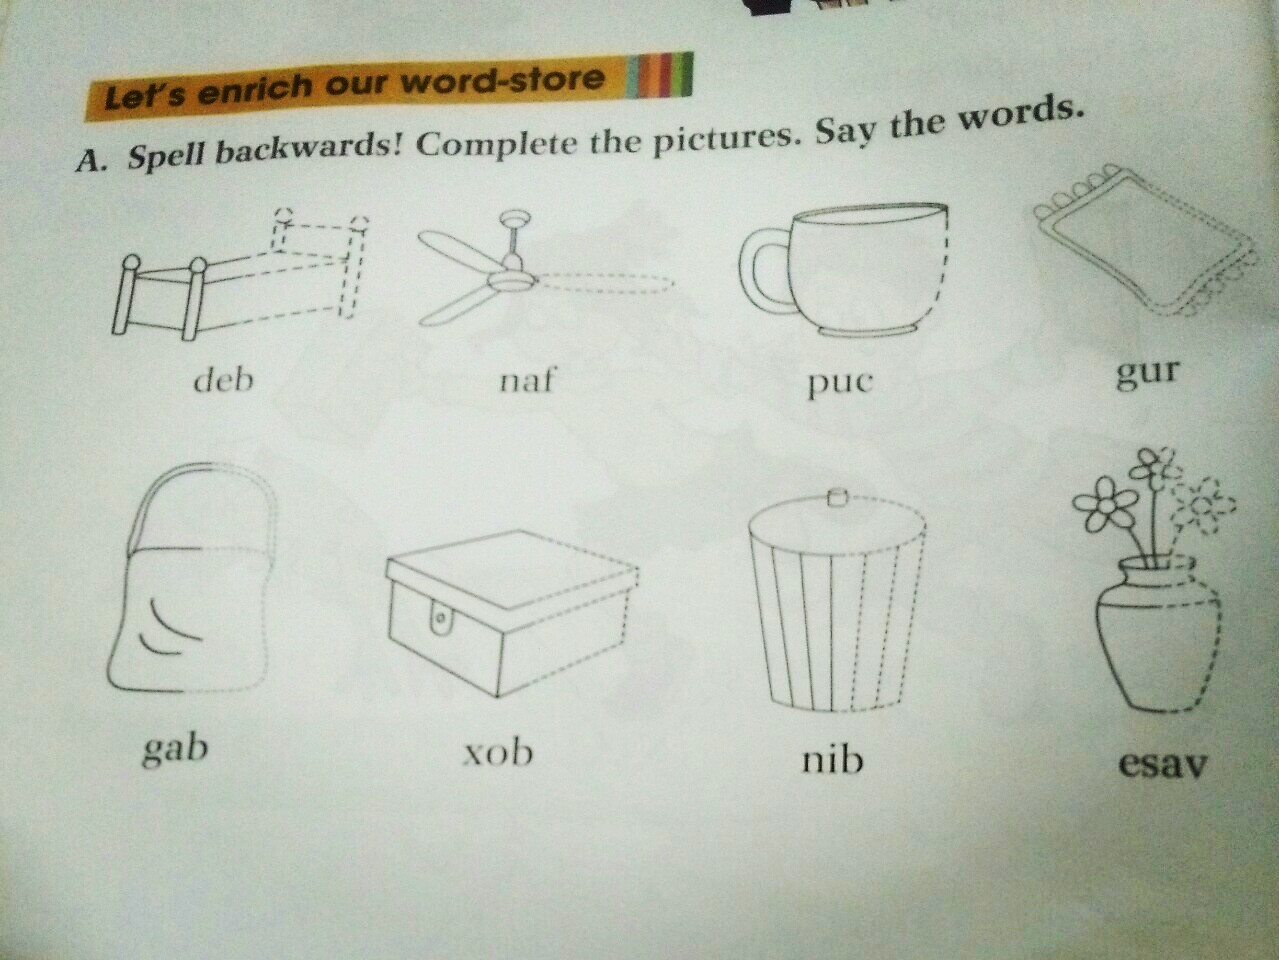 Let's enrich our word-store
A. Spell backwards! Complete the pictures. Say the words.
deb naf puc gur
gab xob nib esav